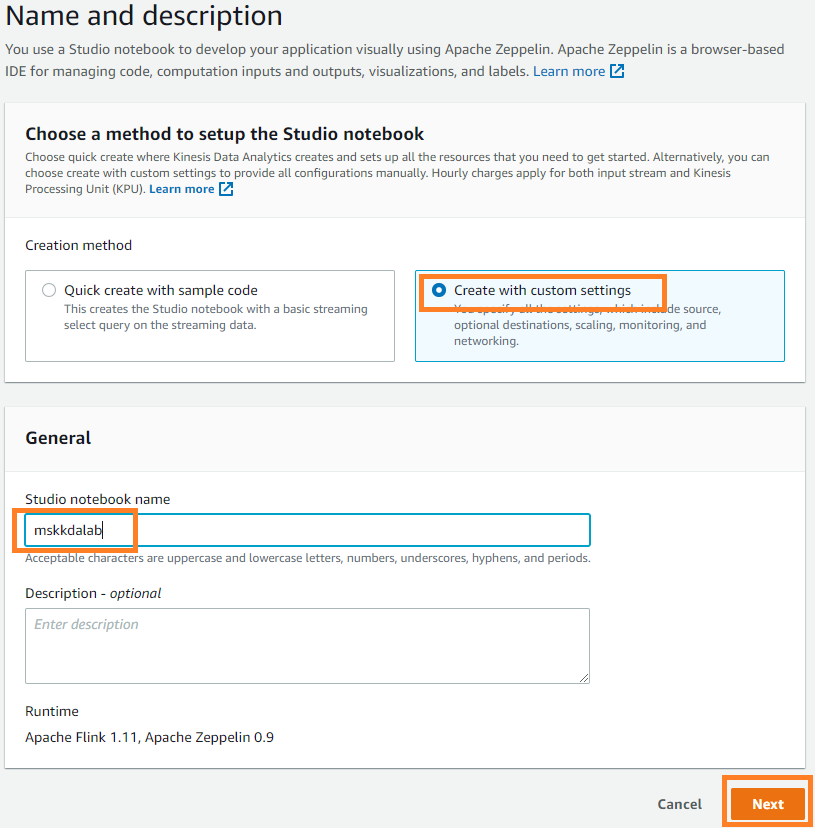 Name and description
You use a Studio notebook to develop your application visually using Apache Zeppelin. Apache Zeppelin is a browser-based
IDE for managing code, computation inputs and outputs, visualizations, and labels. Learn more
Choose a method to setup the Studio notebook
Choose quick create where Kinesis Data Analytics creates and sets up all the resources that you need to get started. Alternatively, you can
choose create with custom settings to provide all configurations manually. Hourly charges apply for both input stream and Kinesis
Processing Unit (KPU). Learn more
Creation method
Quick create with sample code
This creates the Studio notebook with a basic streaming
select query on the streaming data.
Create with custom settings
You specify all the settings, which include source,
optional destinations, scaling, monitoring, and
networking.
General
Studio notebook name
mskkdalab
Acceptable characters are uppercase and lowercase letters, numbers, underscores, hyphens, and periods.
Description - optional
Enter description
Runtime
Apache Flink 1.11, Apache Zeppelin 0.9
Cancel
Next